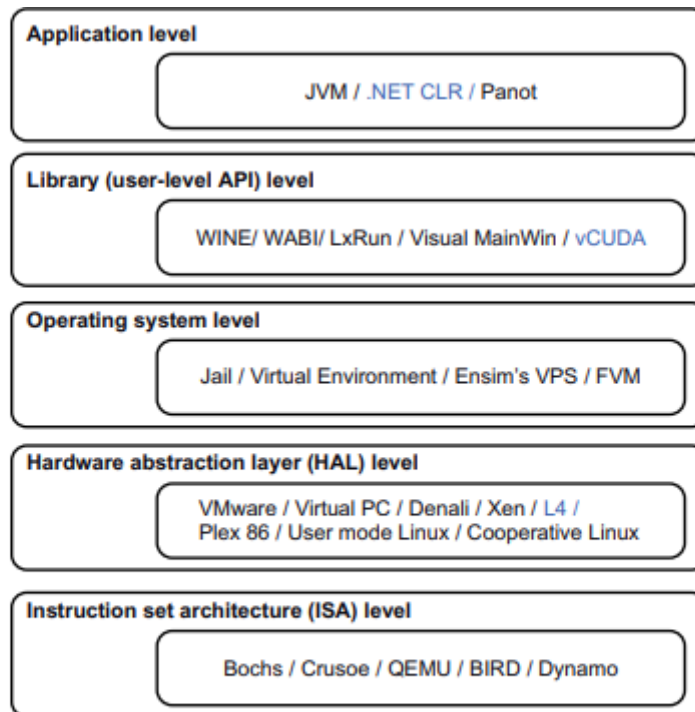 Application level
JVM / .NET CLR / Panot
Library (user-level API) level
WINE/ WABI/ LxRun / Visual MainWin / vCUDA
Operating system level
Jail / Virtual Environment / Ensim's VPS / FVM
Hardware abstraction layer (HAL) level
VMware / Virtual PC / Denali / Xen / L4 /
Plex 86 / User mode Linux / Cooperative Linux
Instruction set architecture (ISA) level
Bochs / Crusoe / QEMU / BIRD / Dynamo